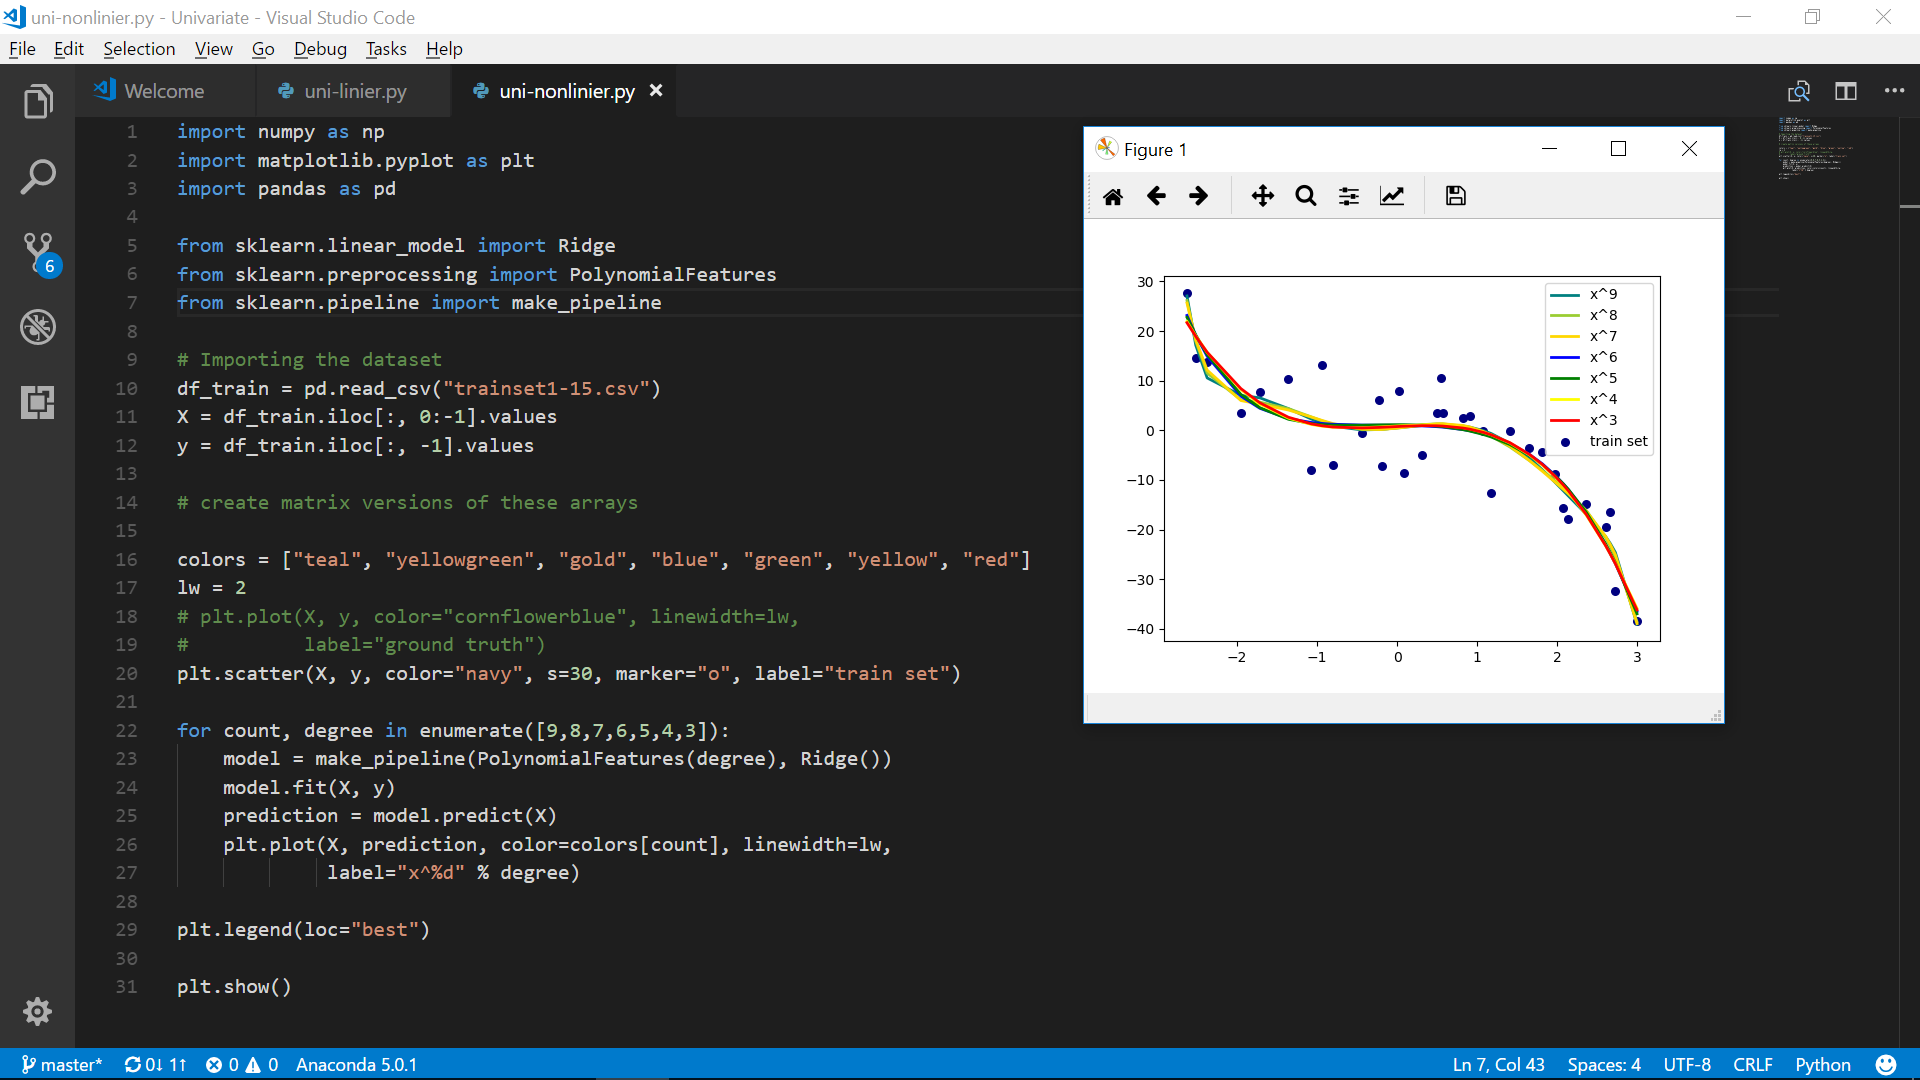 uni-nonlinier.py - Univariate - Visual Studio Code
File Edit Selection View Go Debug Tasks Help
Welcome uni-linier.py uni-nonlinier.py
1 import numpy as np
2 import matplotlib.pyplot as plt
3 import pandas as pd
4
5 from sklearn.linear_model import Ridge
6 from sklearn.preprocessing import PolynomialFeatures
7 from sklearn.pipeline import make_pipeline
8
9 # Importing the dataset
10 df_train = pd.read_csv("trainset1-15.csv")
11 X = df_train.iloc[:, 0:-1].values
12 y = df_train.iloc[:, -1].values
13
14 # create matrix versions of these arrays
15
16 colors = ["teal", "yellowgreen", "gold", "blue", "green", "yellow", "red"]
17 lw = 2
18 # plt.plot(X, y, color="cornflowerblue", linewidth=lw,
19 #          label="ground truth")
20 plt.scatter(X, y, color="navy", s=30, marker="o", label="train set")
21
22 for count, degree in enumerate([9,8,7,6,5,4,3]):
23     model = make_pipeline(PolynomialFeatures(degree), Ridge())
24     model.fit(X, y)
25     prediction = model.predict(X)
26     plt.plot(X, prediction, color=colors[count], linewidth=lw,
27              label="x^%d" % degree)
28
29 plt.legend(loc="best")
30
31 plt.show()
6
Figure 1
30
20
10
0
−10
−20
−30
−40
−2 −1 0 1 2 3
x^9
x^8
x^7
x^6
x^5
x^4
x^3
train set
master* 0↓ 1↑ 0 0 Anaconda 5.0.1
Ln 7, Col 43 Spaces: 4 UTF-8 CRLF Python